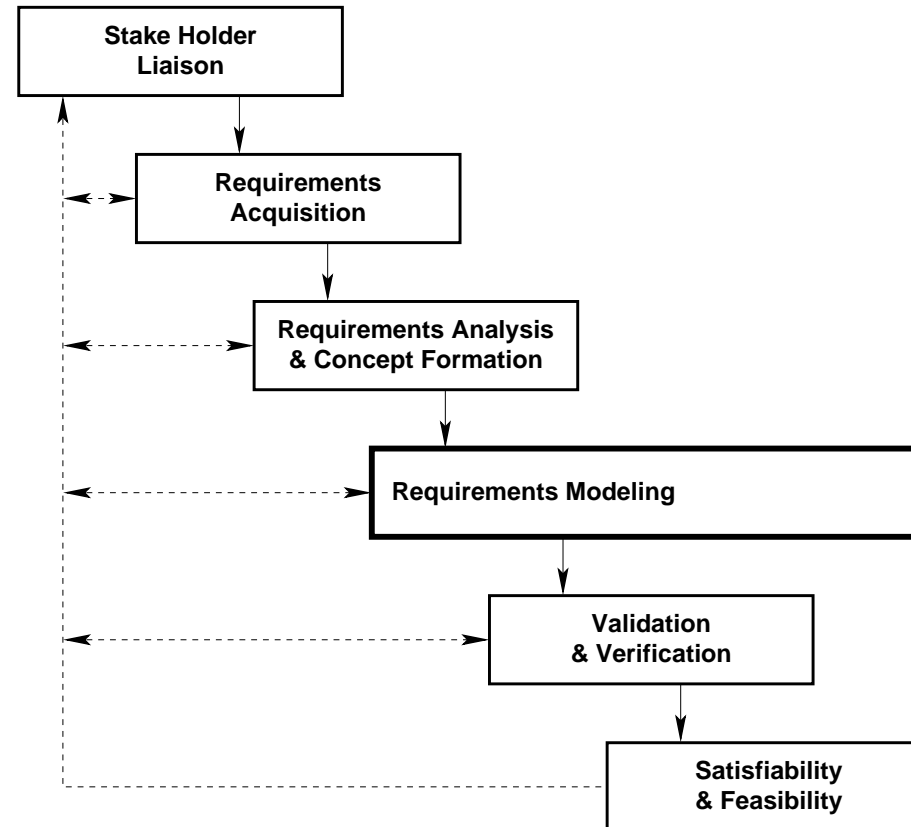 Stake Holder
Liaison
Requirements
Acquisition
Requirements Analysis
& Concept Formation
Requirements Modeling
Validation
& Verification
Satisfiability
& Feasibility